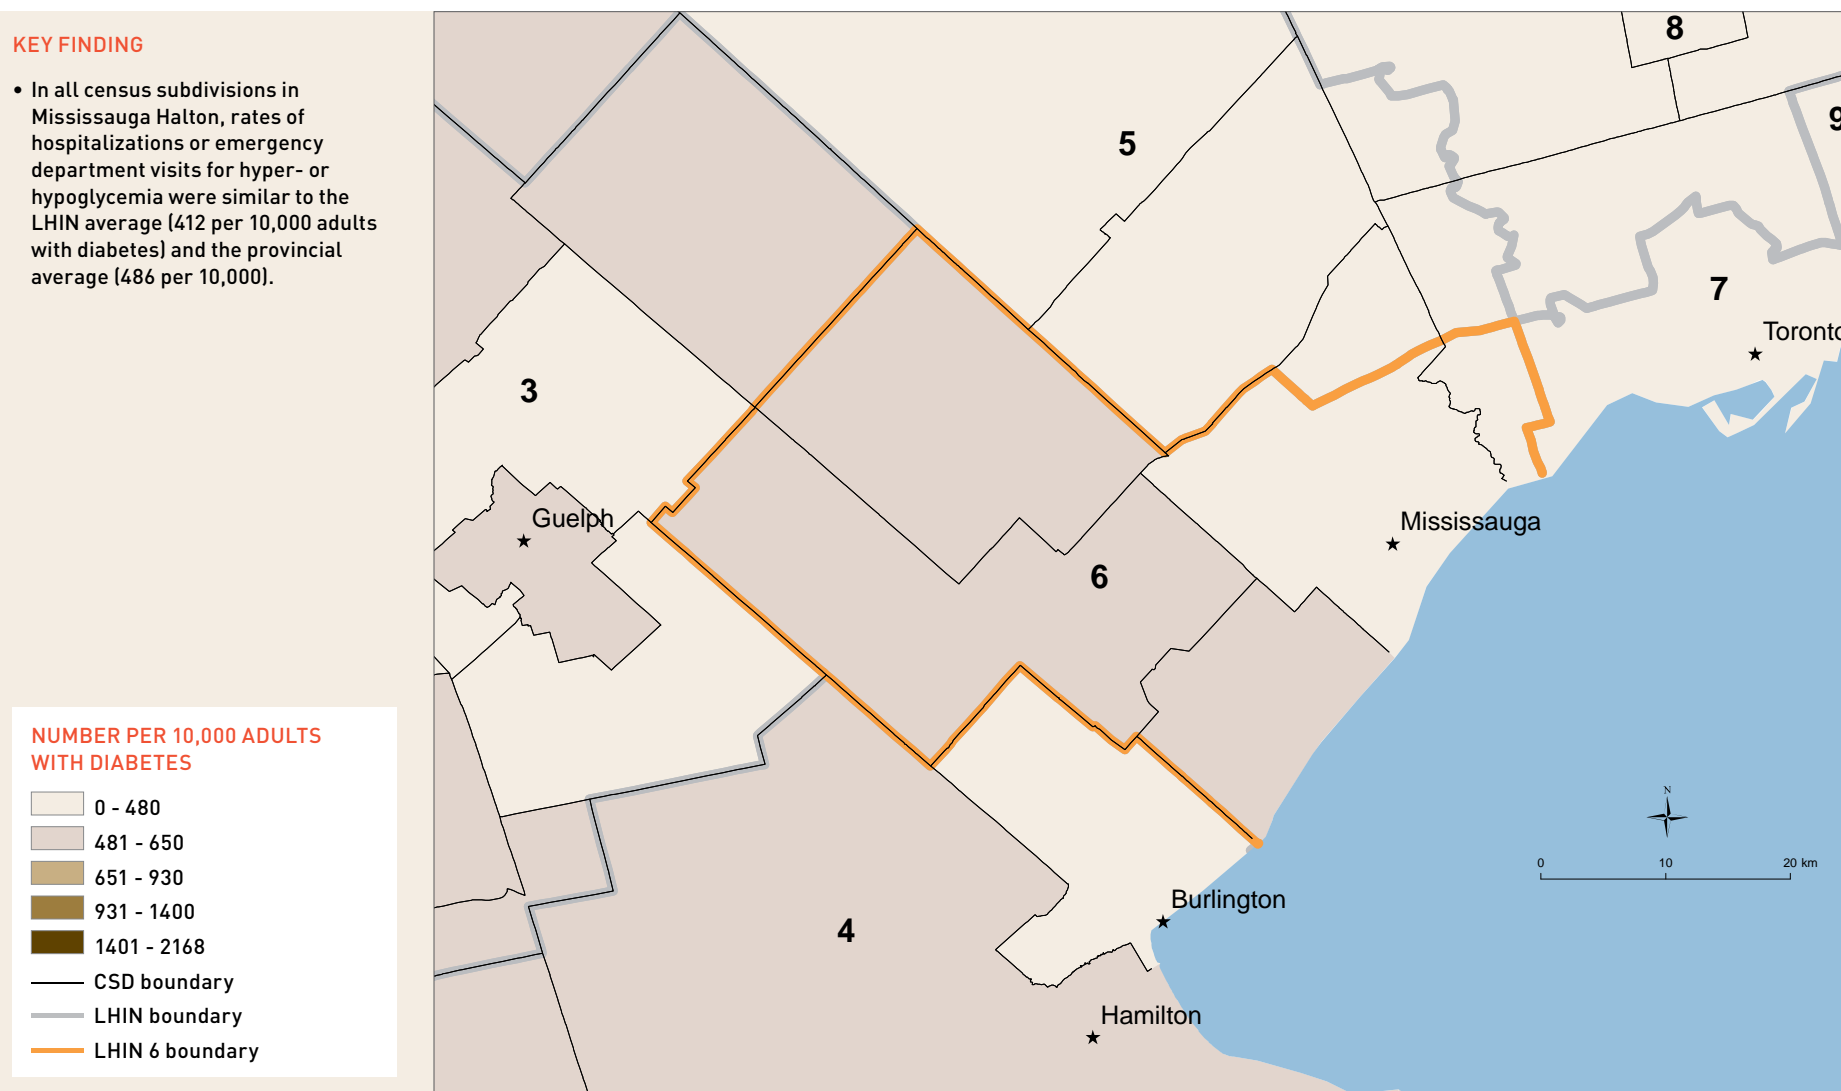 KEY FINDING
• In all census subdivisions in
Mississauga Halton, rates of
hospitalizations or emergency
department visits for hyper- or
hypoglycemia were similar to the
LHIN average (412 per 10,000 adults
with diabetes) and the provincial
average (486 per 10,000).
8
9
5
7
Toronto
3
Guelph
Mississauga
6
NUMBER PER 10,000 ADULTS
WITH DIABETES
0 - 480
481 - 650
651 - 930
931 - 1400
1401 - 2168
CSD boundary
LHIN boundary
LHIN 6 boundary
N
0 10 20 km
Burlington
4
Hamilton